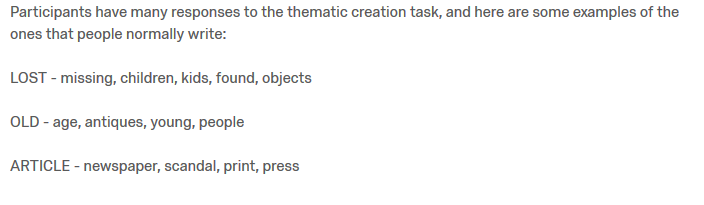 Participants have many responses to the thematic creation task, and here are some examples of the
ones that people normally write:
LOST - missing, children, kids, found, objects
OLD - age, antiques, young, people
ARTICLE - newspaper, scandal, print, press